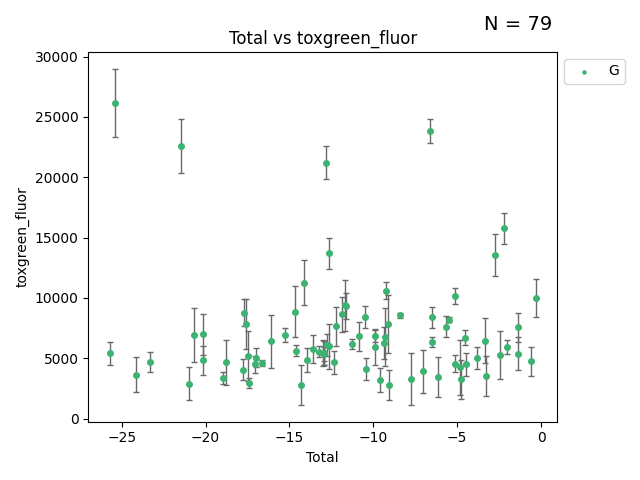 N = 79
Total vs toxgreen_fluor
G
30000
25000
20000
15000
10000
5000
0
toxgreen_fluor
−25
−20
−15
−10
−5
0
Total